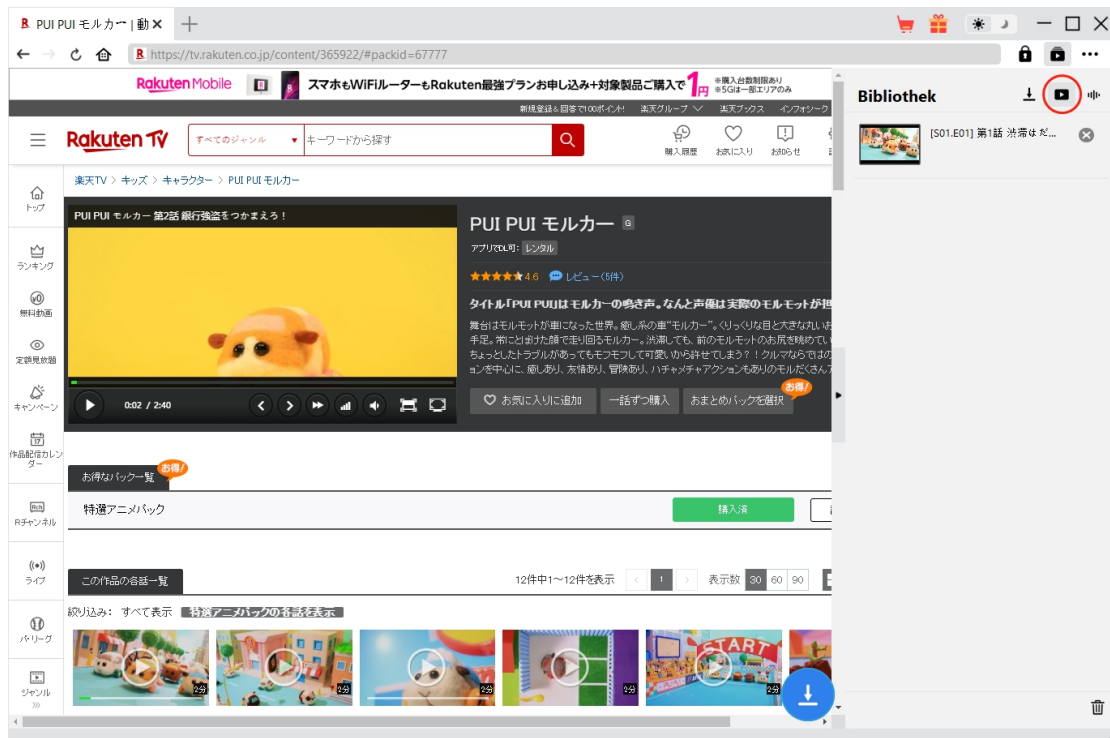 PUI PUI モルカー | 動
https://tv.rakuten.co.jp/content/365922/#packid=67777
Rakuten Mobile
スマホもWiFiルーターもRakuten最強プランお申し込み+対象製品ご購入で1円
※購入台数制限あり
※5Gは一部エリアのみ
新規登録&回答で100ポイント! 楽天グループ 楽天ブックス インフォシーク
Rakuten TV
すべてのジャンル
キーワードから探す
購入履歴
お気に入り
お知らせ
楽天TV > キッズ > キャラクター > PUI PUI モルカー
トップ
ランキング
無料動画
定額見放題
キャンペーン
17
作品配信カレンダー
Rch
Rチャンネル
ライブ
パ・リーグ
ジャンル
PUI PUI モルカー 第2話 銀行強盗をつかまえろ!
0:02 / 2:40
PUI PUI モルカー G
アプリでDL可: レンタル
4.6 レビュー(5件)
タイトル「PUI PUI」はモルカーの鳴き声。なんと声優は実際のモルモットが担
舞台はモルモットが車になった世界。癒し系の車"モルカー"。くりっくりな目と大きな丸いお
手足。常にとぼけた顔で走り回るモルカー。渋滞しても、前のモルモットのお尻を眺めてい
ちょっとしたトラブルがあってもモフモフして可愛いから許せてしまう?!クルマならではの
ョンを中心に、癒しあり、友情あり、冒険あり、ハチャメチャアクションもありのモルだくさんア
お気に入りに追加
一話ずつ購入
おまとめパックを選択
お得!
お得なパック一覧
お得!
特選アニメパック
購入済
この作品の各話一覧
12件中1〜12件を表示
1
表示数 30 60 90
絞り込み: すべて表示 特選アニメパックの各話を表示
2分
2分
2分
2分
START
2分
Bibliothek
[S01.E01] 第1話 渋滞はだ...